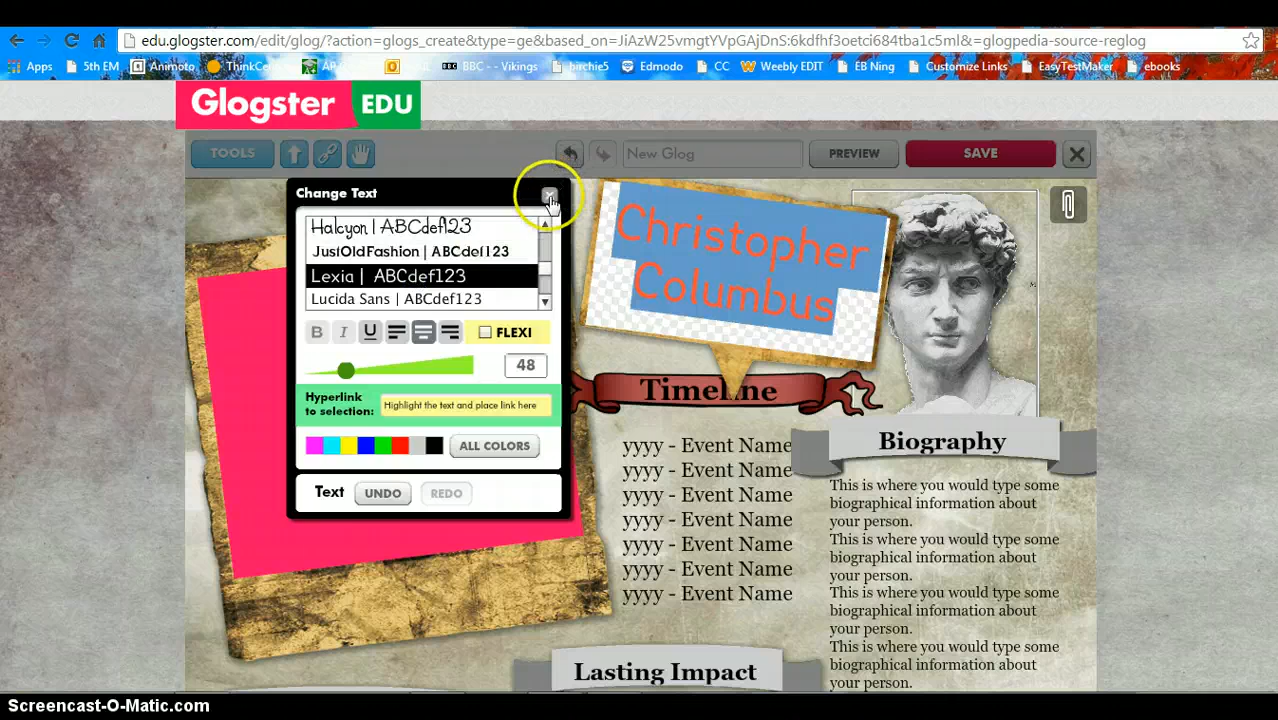 edu.glogster.com/edit/glog/?action=glogs_create&type=ge&based_on=JiAzW25vmgtYVpGAjDnS:6kdfhf3oetci684tba1c5ml&=glogpedia-source-reglog
Apps 5th EM Animoto BBC - - Vikings birchie5 Edmodo CC Weebly EDIT EB Ning Customize Links EasyTestMaker ebooks
Glogster EDU
TOOLS New Glog PREVIEW SAVE
Change Text
Halcyon | ABCdef123
JustOldFashion | ABCdef123
Lexia | ABCdef123
Lucida Sans | ABCdef123
B I U FLEXI
48
Hyperlink
to selection:
Highlight the text and place link here
ALL COLORS
Text UNDO REDO
Christopher
Columbus
Timeline
yyyy - Event Name
yyyy - Event Name
yyyy - Event Name
yyyy - Event Name
yyyy - Event Name
yyyy - Event Name
yyyy - Event Name
Biography
This is where you would type some
biographical information about
your person.
This is where you would type some
biographical information about
your person.
This is where you would type some
biographical information about
your person.
This is where you would type some
biographical information about
your person.
Lasting Impact
Screencast-O-Matic.com